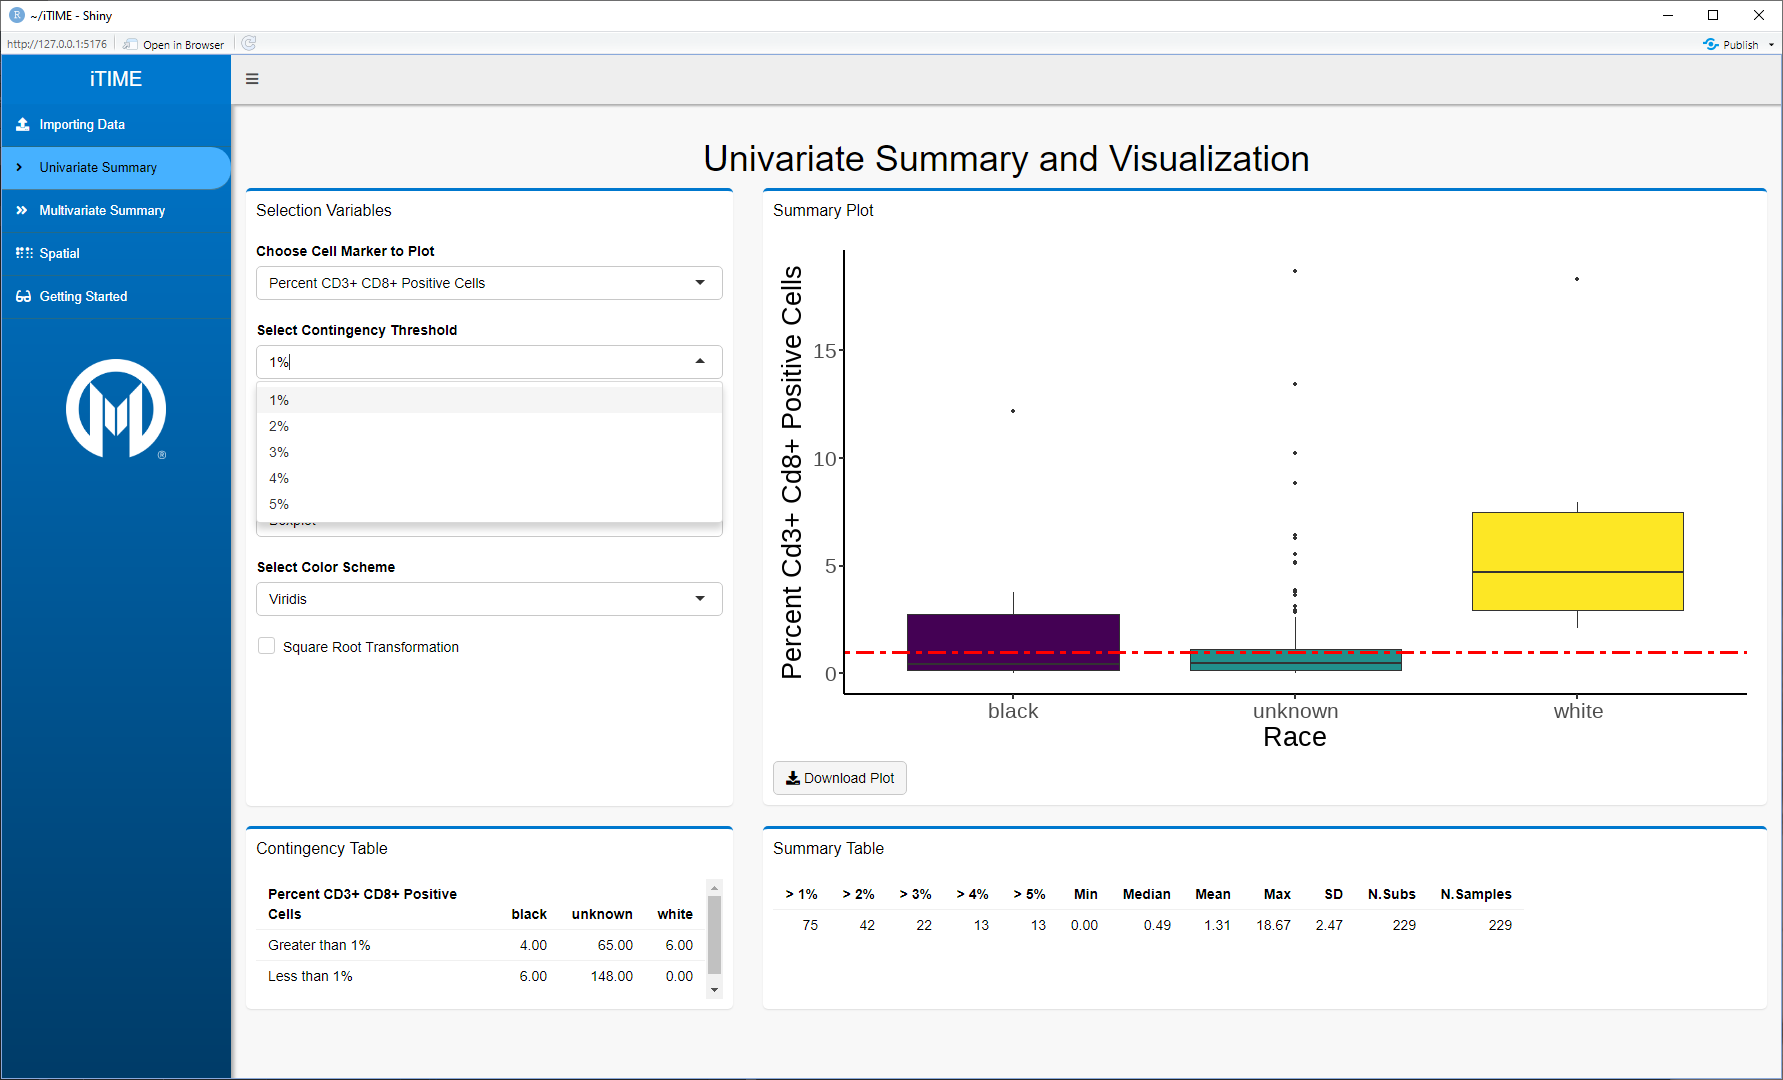 ~/iTIME - Shiny
http://127.0.0.1:5176
Open in Browser
Publish
iTIME
Importing Data
Univariate Summary
Multivariate Summary
Spatial
Getting Started
®
Univariate Summary and Visualization
Selection Variables
Choose Cell Marker to Plot
Percent CD3+ CD8+ Positive Cells
Select Contingency Threshold
1%
1%
2%
3%
4%
5%
Boxplot
Select Color Scheme
Viridis
Square Root Transformation
Summary Plot
Percent Cd3+ Cd8+ Positive Cells
15
10
5
0
black unknown white
Race
Download Plot
Contingency Table
Percent CD3+ CD8+ Positive
Cells black unknown white
Greater than 1% 4.00 65.00 6.00
Less than 1% 6.00 148.00 0.00
Summary Table
> 1% > 2% > 3% > 4% > 5% Min Median Mean Max SD N.Subs N.Samples
75 42 22 13 13 0.00 0.49 1.31 18.67 2.47 229 229